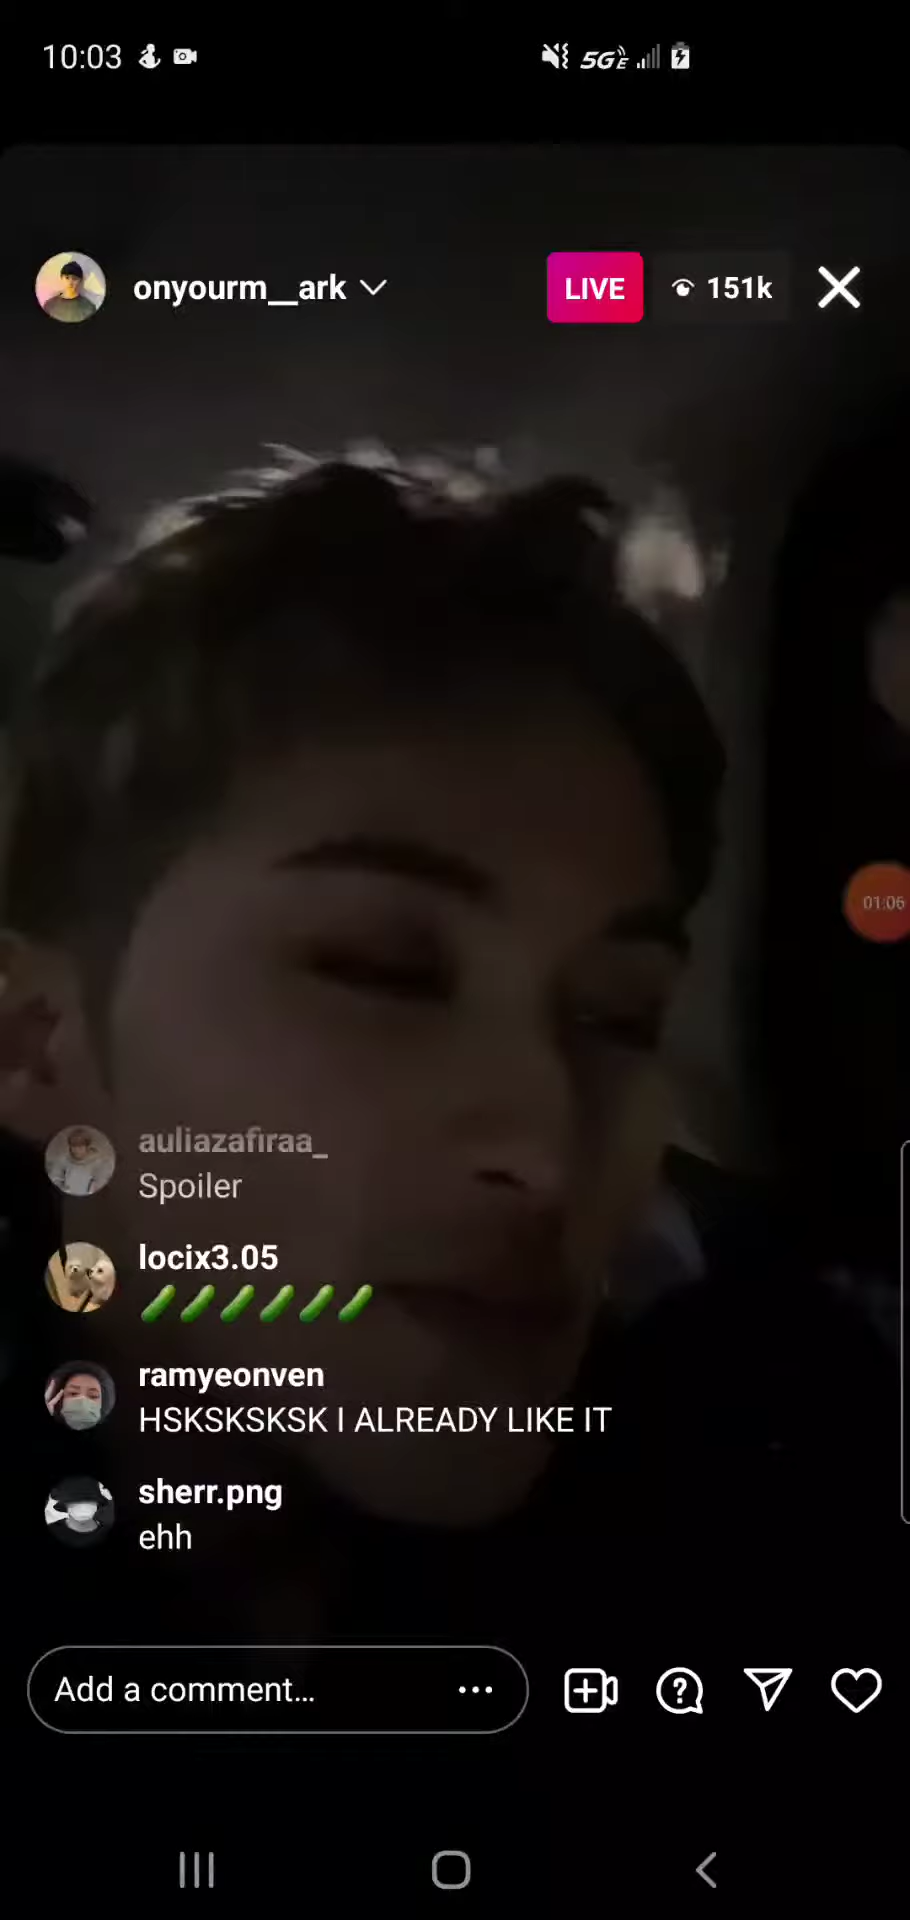 10:03 5GE
onyourm__ark LIVE 151k
01:06
auliazafiraa_
Spoiler
locix3.05
🥒🥒🥒🥒🥒🥒
ramyeonven
HSKSKSKSK I ALREADY LIKE IT
sherr.png
ehh
Add a comment...